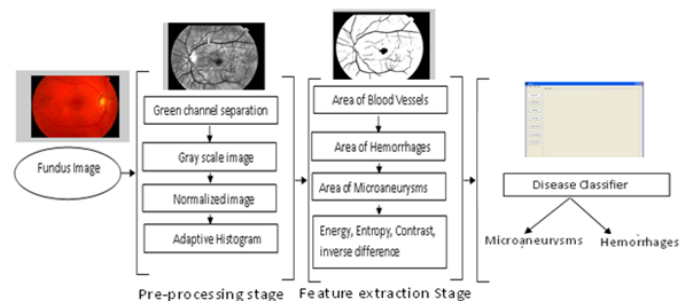 Fundus Image
Green channel separation
Gray scale image
Normalized image
Adaptive Histogram
Pre-processing stage
Area of Blood Vessels
Area of Hemorrhages
Area of Microaneurysms
Energy, Entropy, Contrast,
inverse difference
Feature extraction Stage
Disease Classifier
Microaneurysms
Hemorrhages